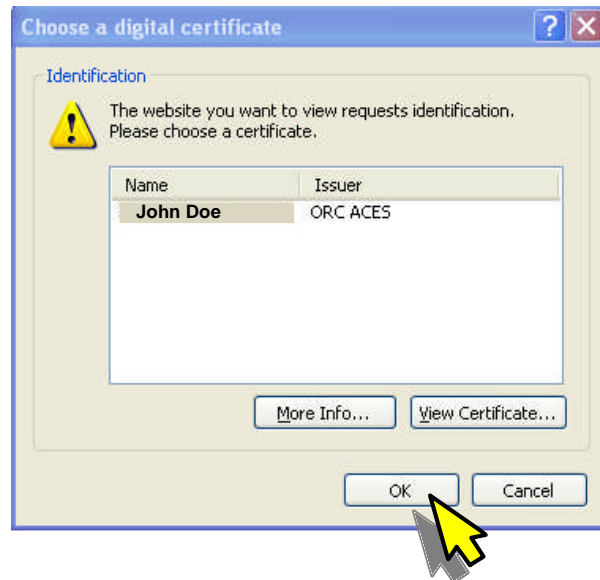 Choose a digital certificate
Identification
The website you want to view requests identification.
Please choose a certificate.
Name Issuer
John Doe ORC ACES
More Info... View Certificate...
OK Cancel